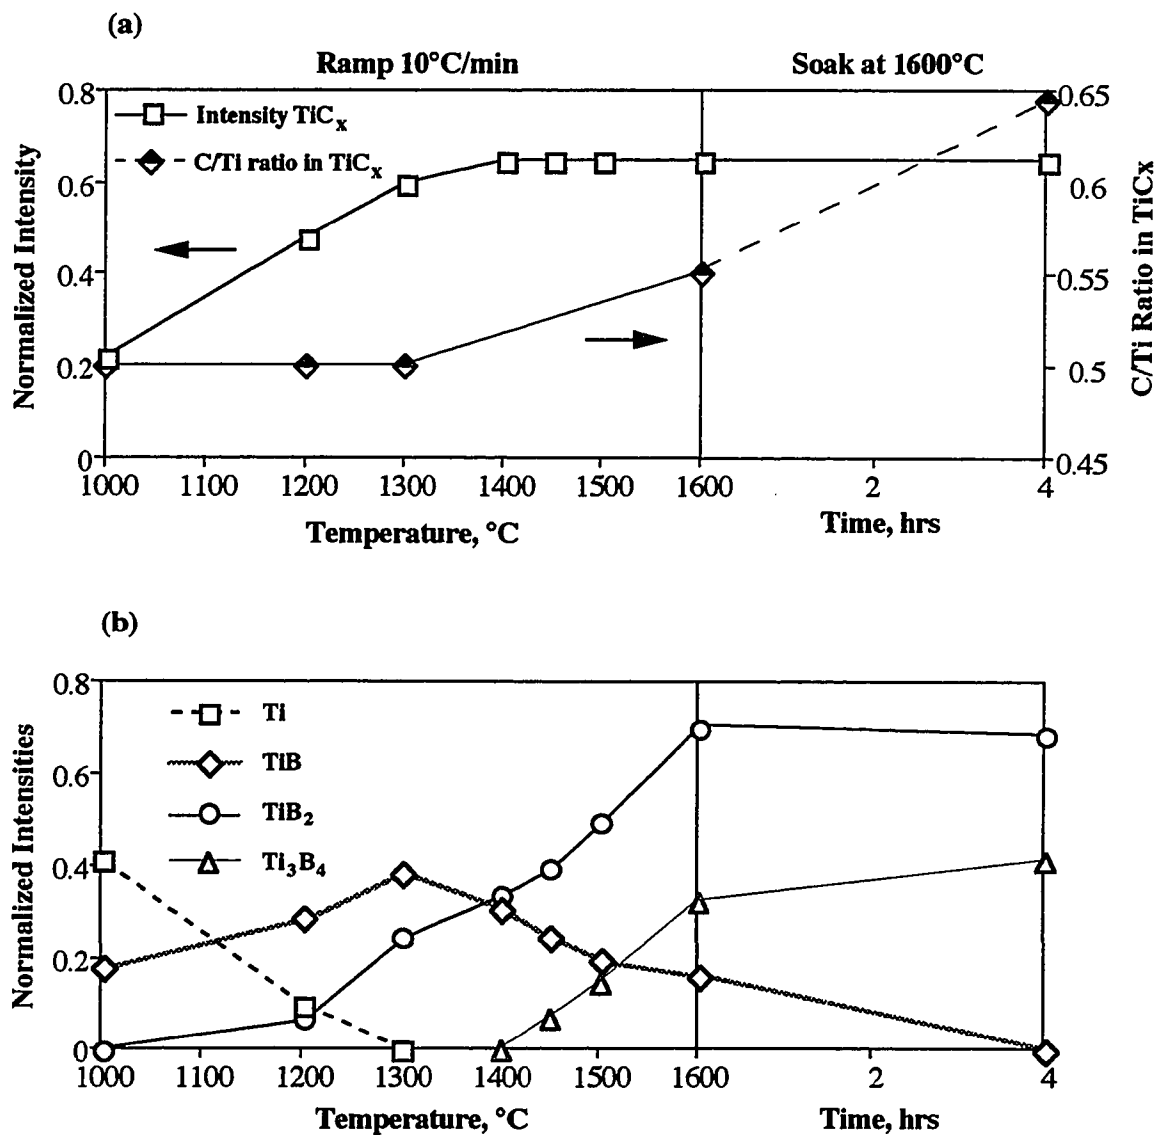 (a)
Ramp 10°C/min
Soak at 1600°C
0.8
0.6
0.4
0.2
0
Normalized Intensity
Intensity TiCx
C/Ti ratio in TiCx
0.65
0.6
0.55
0.5
0.45
C/Ti Ratio in TiCx
1000 1100 1200 1300 1400 1500 1600 2 4
Temperature, °C
Time, hrs
(b)
0.8
0.6
0.4
0.2
0
Normalized Intensities
Ti
TiB
TiB2
Ti3B4
1000 1100 1200 1300 1400 1500 1600 2 4
Temperature, °C
Time, hrs